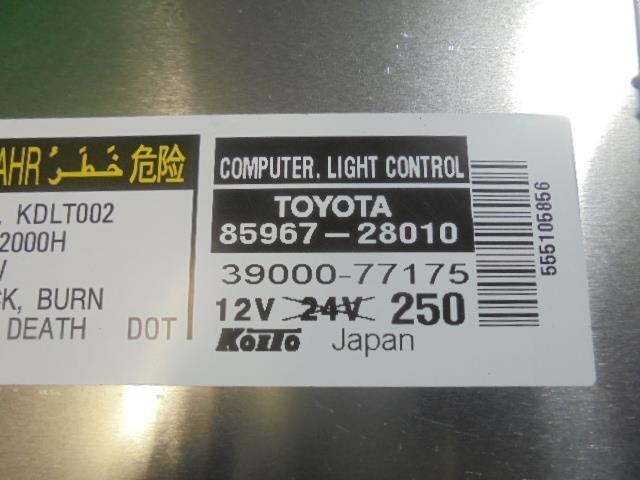 AHR خَطَرْ 危险
KDLT002
2000H
CK, BURN
DEATH DOT
COMPUTER. LIGHT CONTROL
TOYOTA
85967-28010
39000-77175
12V 24V 250
Koito Japan
555105856